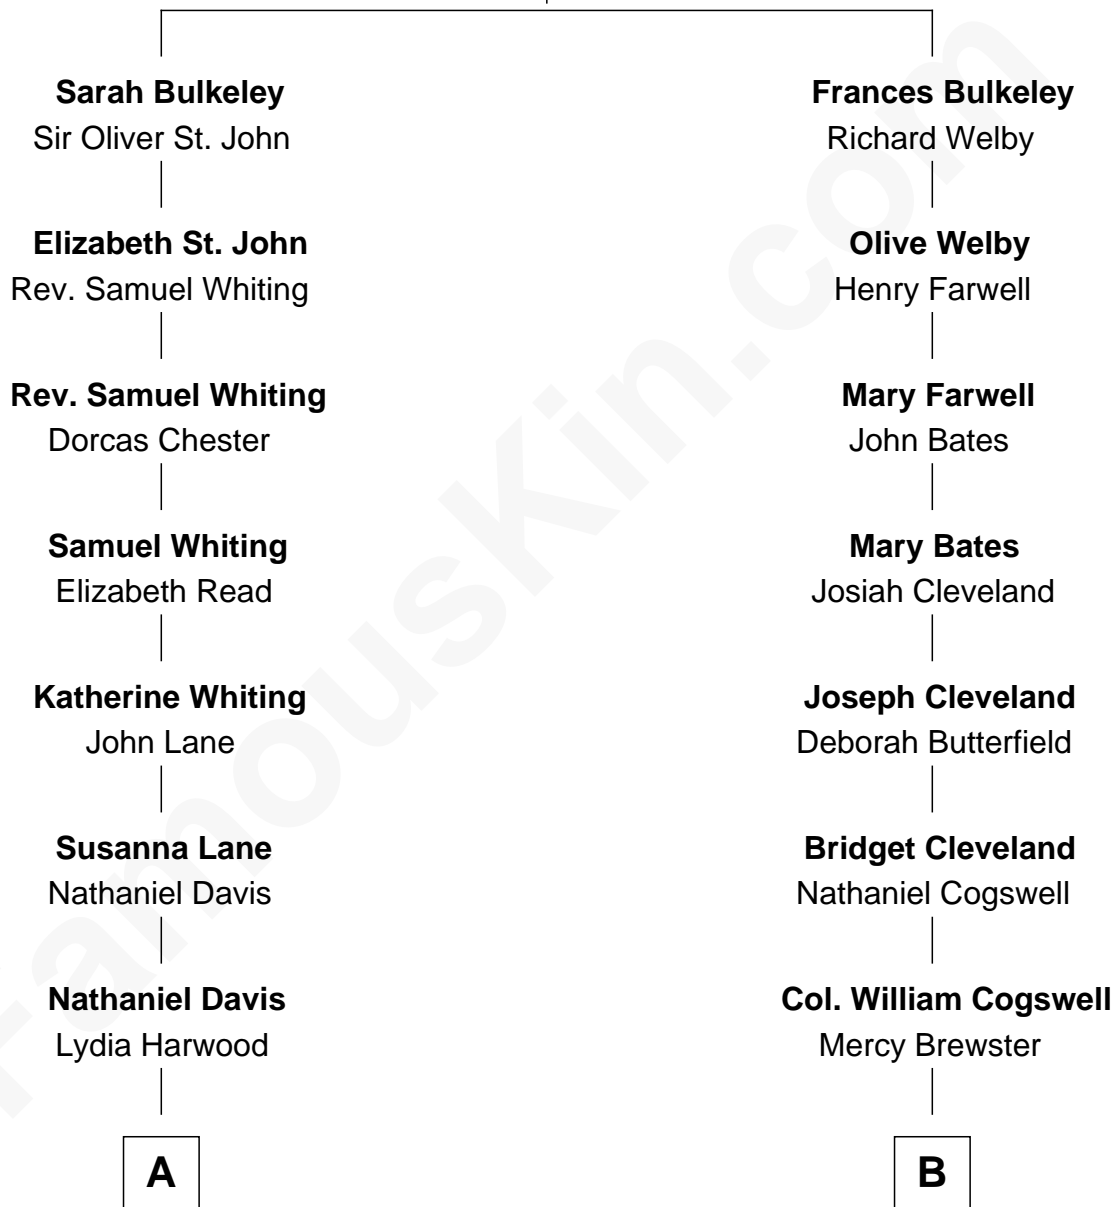 Sarah Bulkeley
Sir Oliver St. John
Elizabeth St. John
Rev. Samuel Whiting
Rev. Samuel Whiting
Dorcas Chester
Samuel Whiting
Elizabeth Read
Katherine Whiting
John Lane
Susanna Lane
Nathaniel Davis
Nathaniel Davis
Lydia Harwood
A
Frances Bulkeley
Richard Welby
Olive Welby
Henry Farwell
Mary Farwell
John Bates
Mary Bates
Josiah Cleveland
Joseph Cleveland
Deborah Butterfield
Bridget Cleveland
Nathaniel Cogswell
Col. William Cogswell
Mercy Brewster
B
FamousKin.com